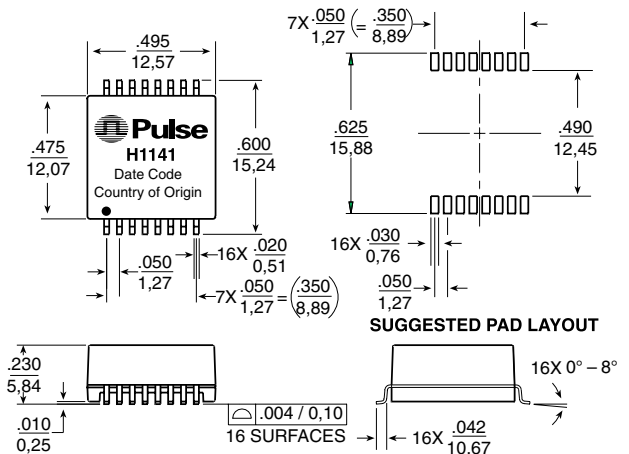 .495
12,57
7X .050 (= .350)
1,27 8,89
Pulse
H1141
Date Code
Country of Origin
.475
12,07
.600
15,24
.625
15,88
.490
12,45
16X .020
0,51
.050
1,27
7X .050 = (.350)
1,27 8,89
16X .030
0,76
.050
1,27
SUGGESTED PAD LAYOUT
.230
5,84
.010
0,25
.004 / 0,10
16 SURFACES
16X 0° – 8°
16X .042
10,67